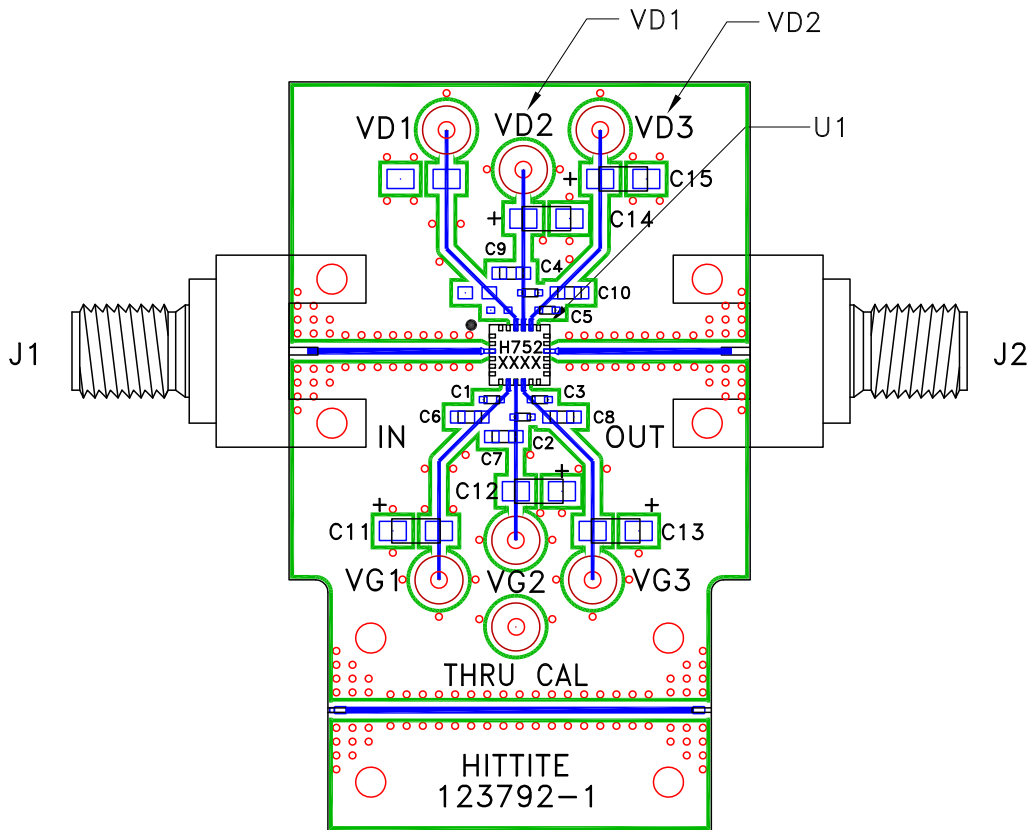 VD1
VD2
VD1
VD2
VD3
U1
+
C15
+
C14
C9
C4
C10
C5
H752
XXXX
J1
J2
C1
C3
C6
C8
IN
OUT
C2
C7
+
C12
+
C11
+
C13
VG1
VG2
VG3
THRU CAL
HITTITE
123792-1